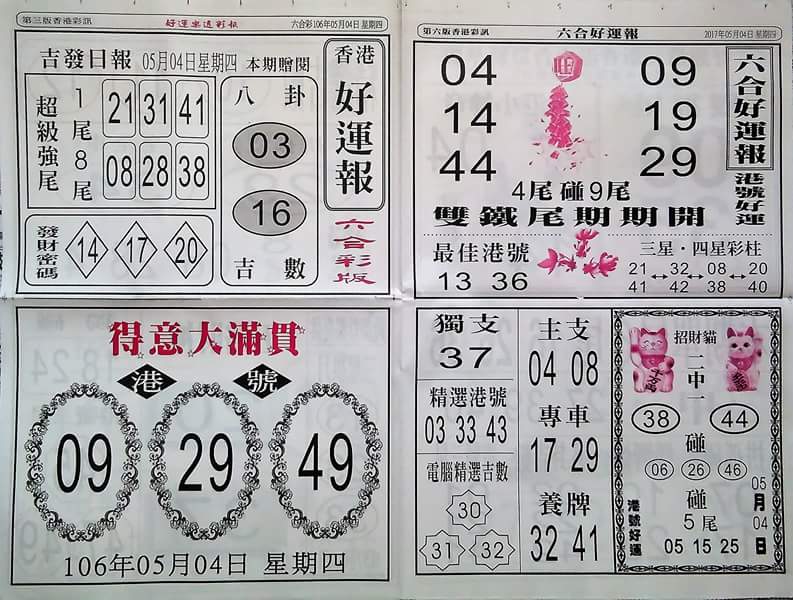 第三版香港彩訊
好運來透彩報
六合彩106年05月04日 星期四
吉發日報 05月04日星期四 本期贈閱
香港
好運報
六合彩版
超級強尾
1尾8尾
21 31 41
08 28 38
八卦
03
16
吉數
發財密碼
14 17 20
第六版香港彩訊
六合好運報
2017年05月04日 星期四
04 09
14 19
44 29
4尾碰9尾
雙鐵尾期期開
六合好運報
港號好運
最佳港號
13 36
三星·四星彩柱
21 32 08 20
41 42 38 40
得意大滿貫
港號
09 29 49
106年05月04日 星期四
獨支
37
精選港號
03 33 43
電腦精選吉數
30
31 32
主支
04 08
專車
17 29
養牌
32 41
招財貓
二中一
38 44
碰
06 26 46
碰
5尾
05 15 25
港號好運
05月04日